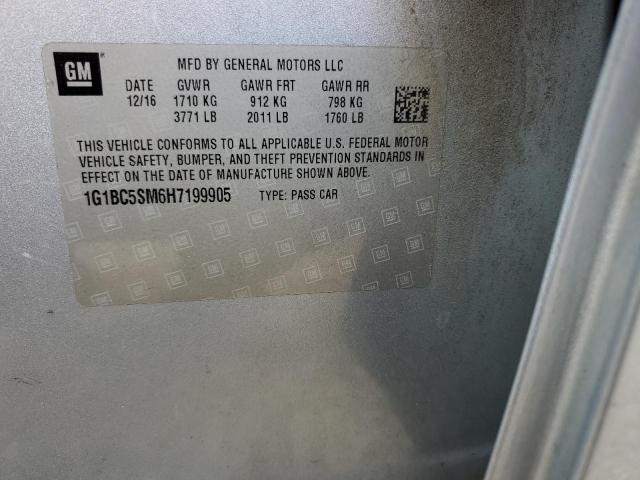 GM
MFD BY GENERAL MOTORS LLC
DATE GVWR GAWR FRT GAWR RR
12/16 1710 KG 912 KG 798 KG
3771 LB 2011 LB 1760 LB
THIS VEHICLE CONFORMS TO ALL APPLICABLE U.S. FEDERAL MOTOR
VEHICLE SAFETY, BUMPER, AND THEFT PREVENTION STANDARDS IN
EFFECT ON THE DATE OF MANUFACTURE SHOWN ABOVE.
1G1BC5SM6H7199905 TYPE: PASS CAR